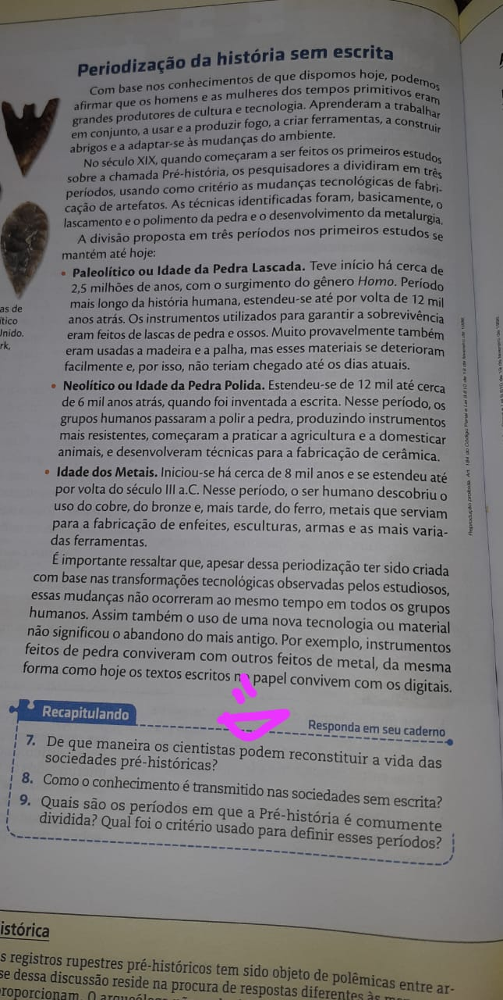 Periodização da história sem escrita
Com base nos conhecimentos de que dispomos hoje, podemos
afirmar que os homens e as mulheres dos tempos primitivos eram
grandes produtores de cultura e tecnologia. Aprenderam a trabalhar
em conjunto, a usar e a produzir fogo, a criar ferramentas, a construir
abrigos e a adaptar-se às mudanças do ambiente.
No século XIX, quando começaram a ser feitos os primeiros estudos
sobre a chamada Pré-história, os pesquisadores a dividiram em três
períodos, usando como critério as mudanças tecnológicas de fabri-
cação de artefatos. As técnicas identificadas foram, basicamente, o
lascamento e o polimento da pedra e o desenvolvimento da metalurgia.
A divisão proposta em três períodos nos primeiros estudos se
mantém até hoje:
• Paleolítico ou Idade da Pedra Lascada. Teve início há cerca de
2,5 milhões de anos, com o surgimento do gênero Homo. Período
mais longo da história humana, estendeu-se até por volta de 12 mil
anos atrás. Os instrumentos utilizados para garantir a sobrevivência
eram feitos de lascas de pedra e ossos. Muito provavelmente também
eram usadas a madeira e a palha, mas esses materiais se deterioram
facilmente e, por isso, não teriam chegado até os dias atuais.
• Neolítico ou Idade da Pedra Polida. Estendeu-se de 12 mil até cerca
de 6 mil anos atrás, quando foi inventada a escrita. Nesse período, os
grupos humanos passaram a polir a pedra, produzindo instrumentos
mais resistentes, começaram a praticar a agricultura e a domesticar
animais, e desenvolveram técnicas para a fabricação de cerâmica.
• Idade dos Metais. Iniciou-se há cerca de 8 mil anos e se estendeu até
por volta do século III a.C. Nesse período, o ser humano descobriu o
uso do cobre, do bronze e, mais tarde, do ferro, metais que serviam
para a fabricação de enfeites, esculturas, armas e as mais varia-
das ferramentas.
É importante ressaltar que, apesar dessa periodização ter sido criada
com base nas transformações tecnológicas observadas pelos estudiosos,
essas mudanças não ocorreram ao mesmo tempo em todos os grupos
humanos. Assim também o uso de uma nova tecnologia ou material
não significou o abandono do mais antigo. Por exemplo, instrumentos
feitos de pedra conviveram com outros feitos de metal, da mesma
forma como hoje os textos escritos no papel convivem com os digitais.
as de
ítico
Unido.
rk,
Reprodução proibida. Art. 184 do Código Penal e Lei 9.610 de 19 de fevereiro de 1998.
Recapitulando
Responda em seu caderno
7. De que maneira os cientistas podem reconstituir a vida das
sociedades pré-históricas?
8. Como o conhecimento é transmitido nas sociedades sem escrita?
9. Quais são os períodos em que a Pré-história é comumente
dividida? Qual foi o critério usado para definir esses períodos?
istórica
s registros rupestres pré-históricos tem sido objeto de polêmicas entre ar-
se dessa discussão reside na procura de respostas diferentes às
proporcionam. O